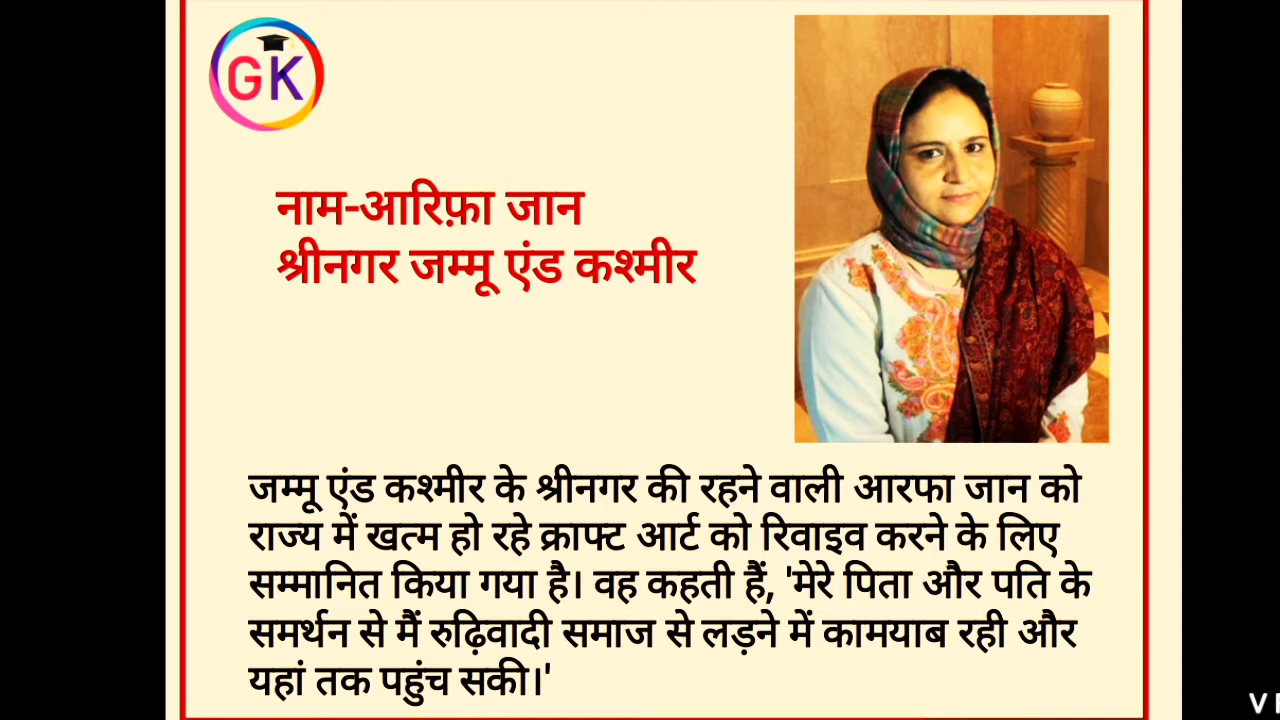 GK
नाम-आरिफ़ा जान
श्रीनगर जम्मू एंड कश्मीर
जम्मू एंड कश्मीर के श्रीनगर की रहने वाली आरफा जान को
राज्य में खत्म हो रहे क्राफ्ट आर्ट को रिवाइव करने के लिए
सम्मानित किया गया है। वह कहती हैं, 'मेरे पिता और पति के
समर्थन से मैं रुढ़िवादी समाज से लड़ने में कामयाब रही और
यहां तक पहुंच सकी।'